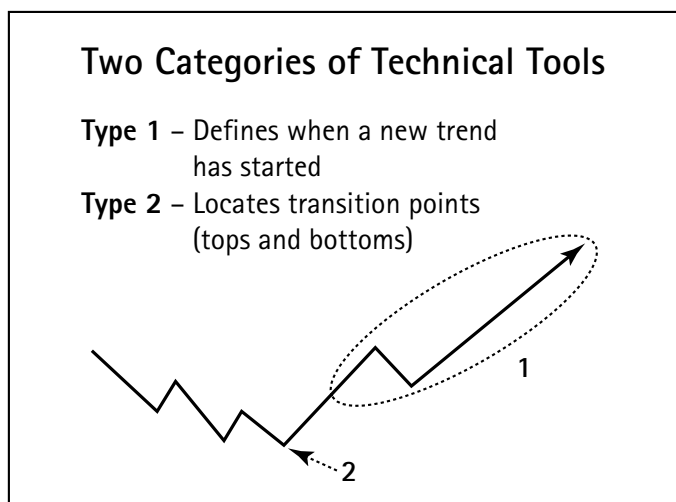 Two Categories of Technical Tools
Type 1 – Defines when a new trend
has started
Type 2 – Locates transition points
(tops and bottoms)
1
2